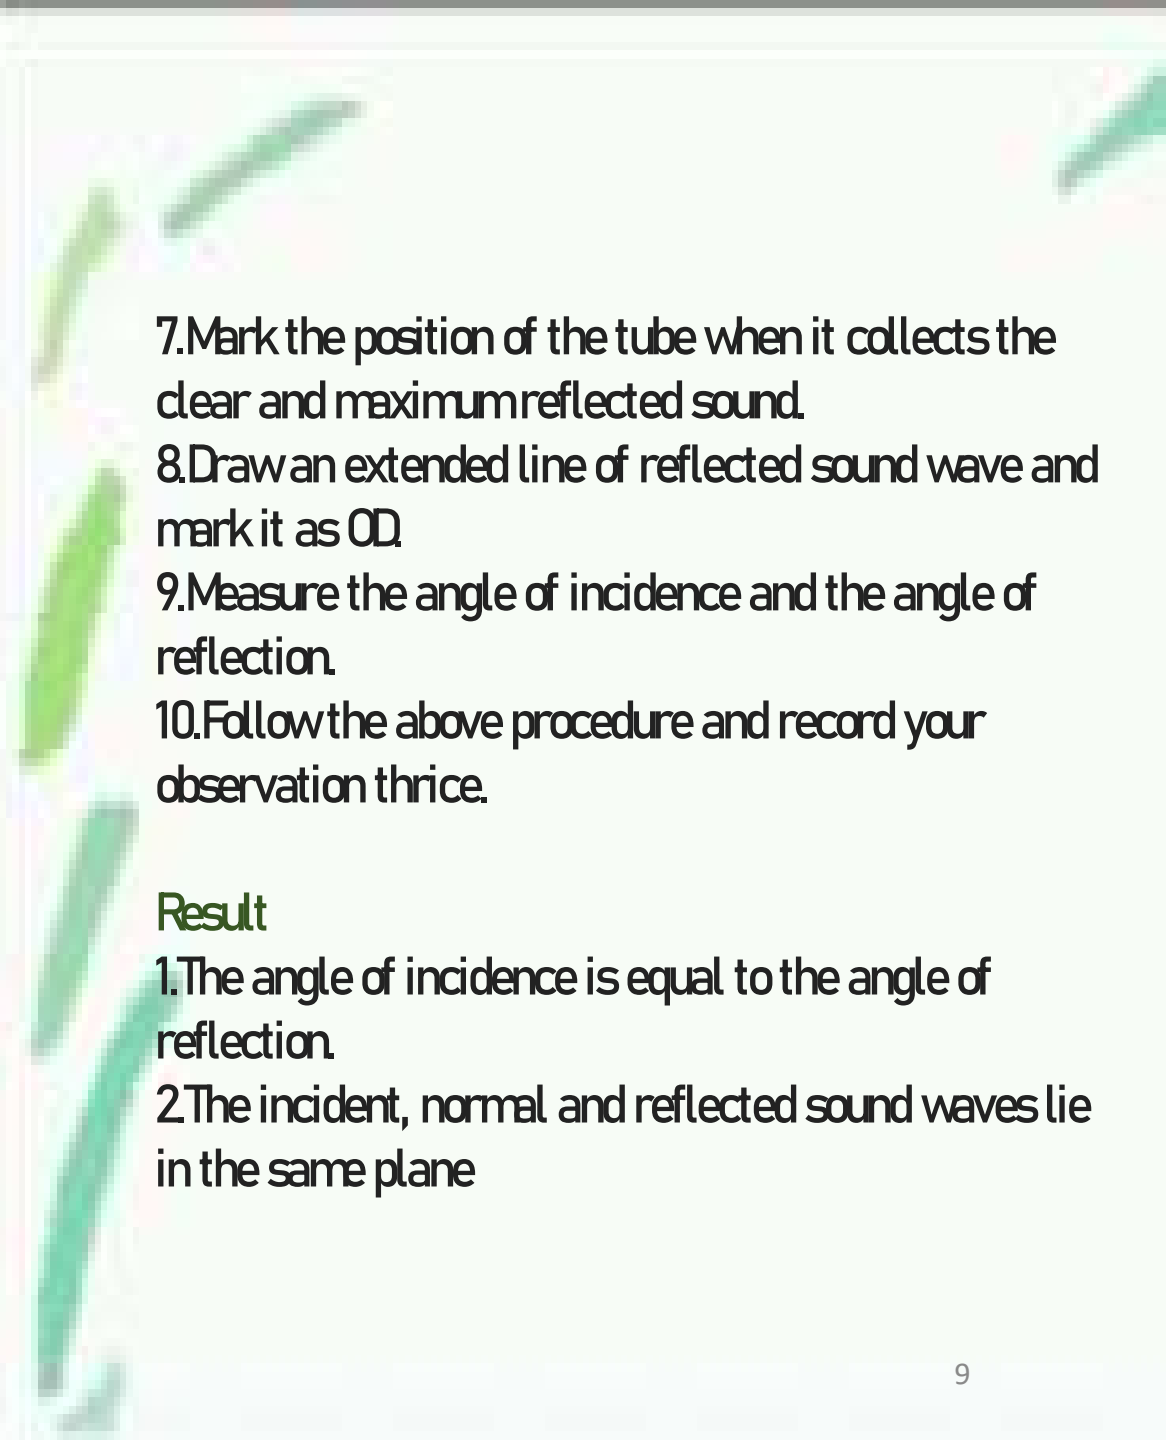 7.Mark the position of the tube when it collects the
clear and maximum reflected sound.
8.Draw an extended line of reflected sound wave and
mark it as OD.
9.Measure the angle of incidence and the angle of
reflection.
10.Follow the above procedure and record your
observation thrice.
Result
1.The angle of incidence is equal to the angle of
reflection.
2.The incident, normal and reflected sound waves lie
in the same plane
9